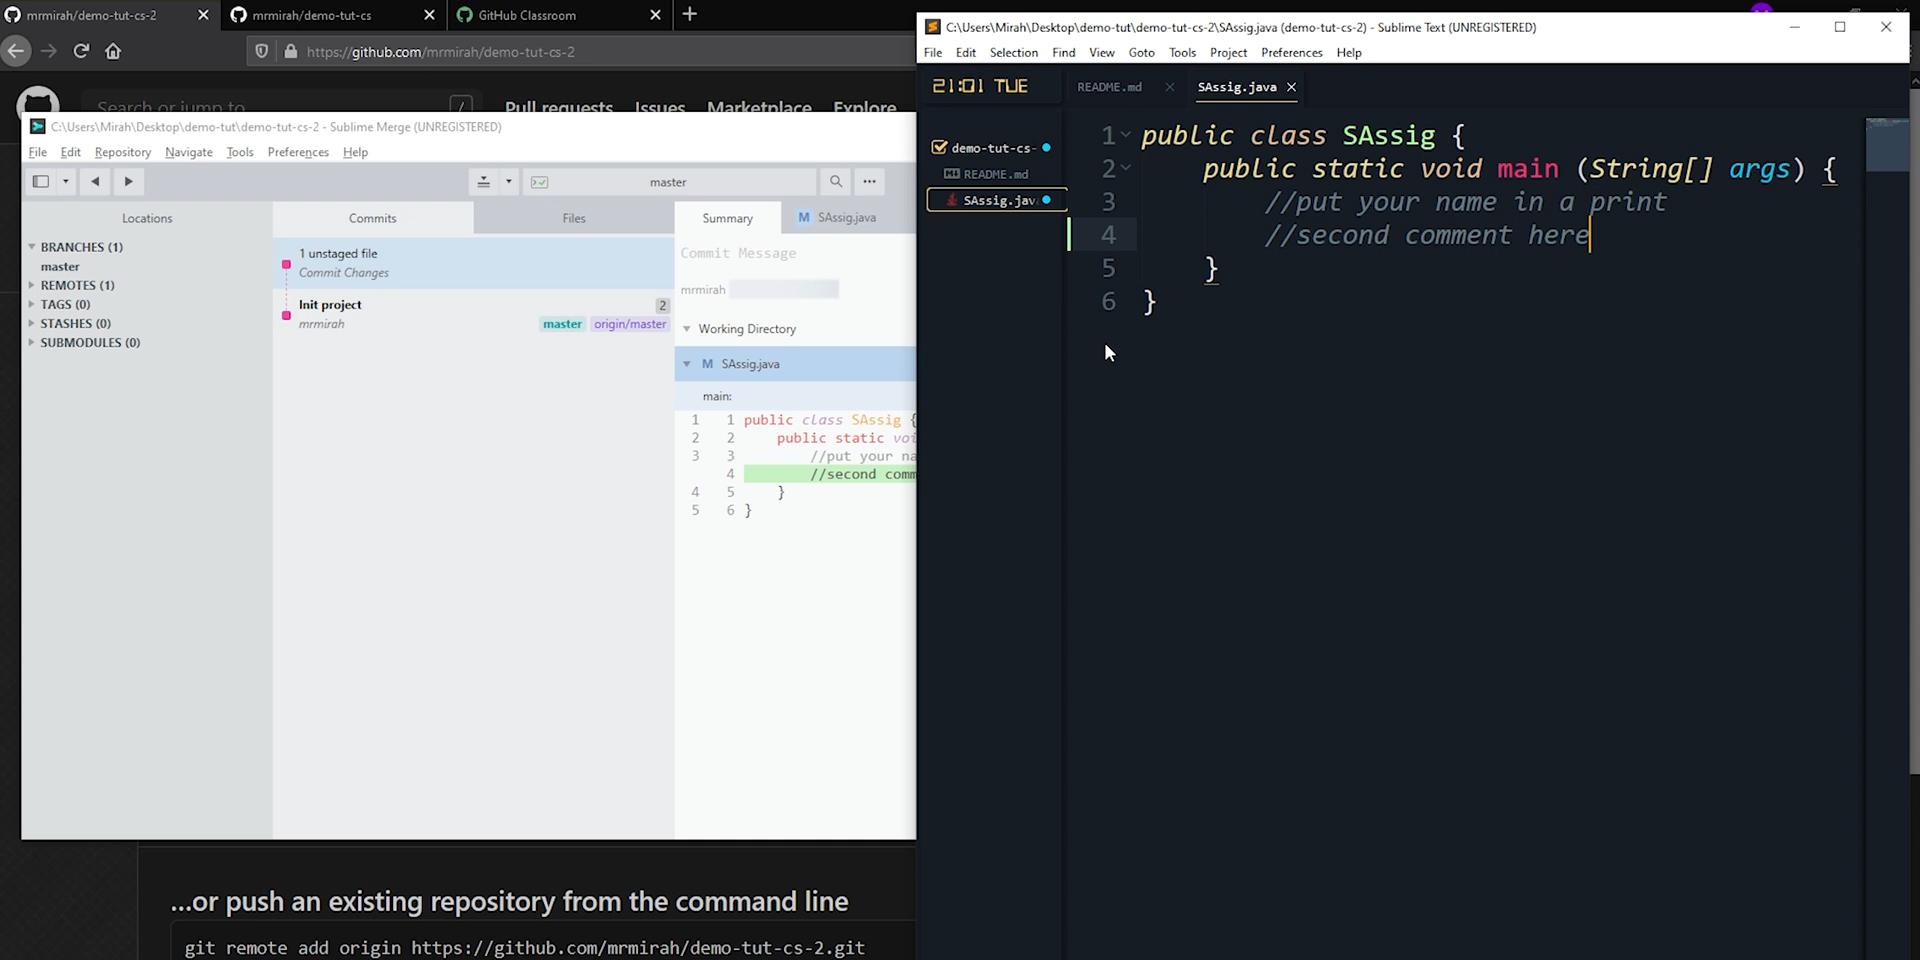 mrmirah/demo-tut-cs-2
mrmirah/demo-tut-cs
GitHub Classroom
https://github.com/mrmirah/demo-tut-cs-2
Search or jump to
/
Pull requests Issues Marketplace Explore
C:\Users\Mirah\Desktop\demo-tut\demo-tut-cs-2 - Sublime Merge (UNREGISTERED)
File Edit Repository Navigate Tools Preferences Help
master
Locations
Commits
Files
Summary
M SAssig.java
BRANCHES (1)
master
REMOTES (1)
TAGS (0)
STASHES (0)
SUBMODULES (0)
1 unstaged file
Commit Changes
Init project
2
mrmirah
master origin/master
Commit Message
mrmirah
Working Directory
M SAssig.java
main:
1 1 public class SAssig {
2 2 public static voi
3 3 //put your na
4 //second comm
4 5 }
5 6 }
...or push an existing repository from the command line
git remote add origin https://github.com/mrmirah/demo-tut-cs-2.git
C:\Users\Mirah\Desktop\demo-tut\demo-tut-cs-2\SAssig.java (demo-tut-cs-2) - Sublime Text (UNREGISTERED)
File Edit Selection Find View Goto Tools Project Preferences Help
21:01 TUE
README.md
SAssig.java
demo-tut-cs-
README.md
SAssig.jav
1 public class SAssig {
2 public static void main (String[] args) {
3 //put your name in a print
4 //second comment here
5 }
6 }